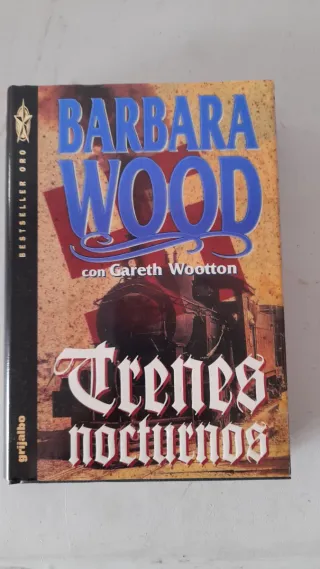 BARBARA
WOOD
con Gareth Wootton
Trenes
nocturnos
BESTSELLER ORO
grijalbo